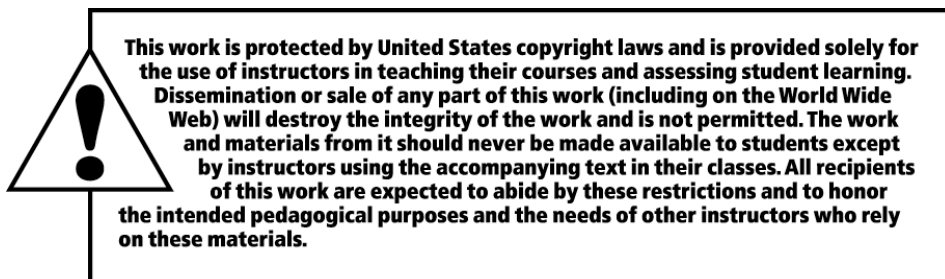 This work is protected by United States copyright laws and is provided solely for
the use of instructors in teaching their courses and assessing student learning.
Dissemination or sale of any part of this work (including on the World Wide
Web) will destroy the integrity of the work and is not permitted. The work
and materials from it should never be made available to students except
by instructors using the accompanying text in their classes. All recipients
of this work are expected to abide by these restrictions and to honor
the intended pedagogical purposes and the needs of other instructors who rely
on these materials.